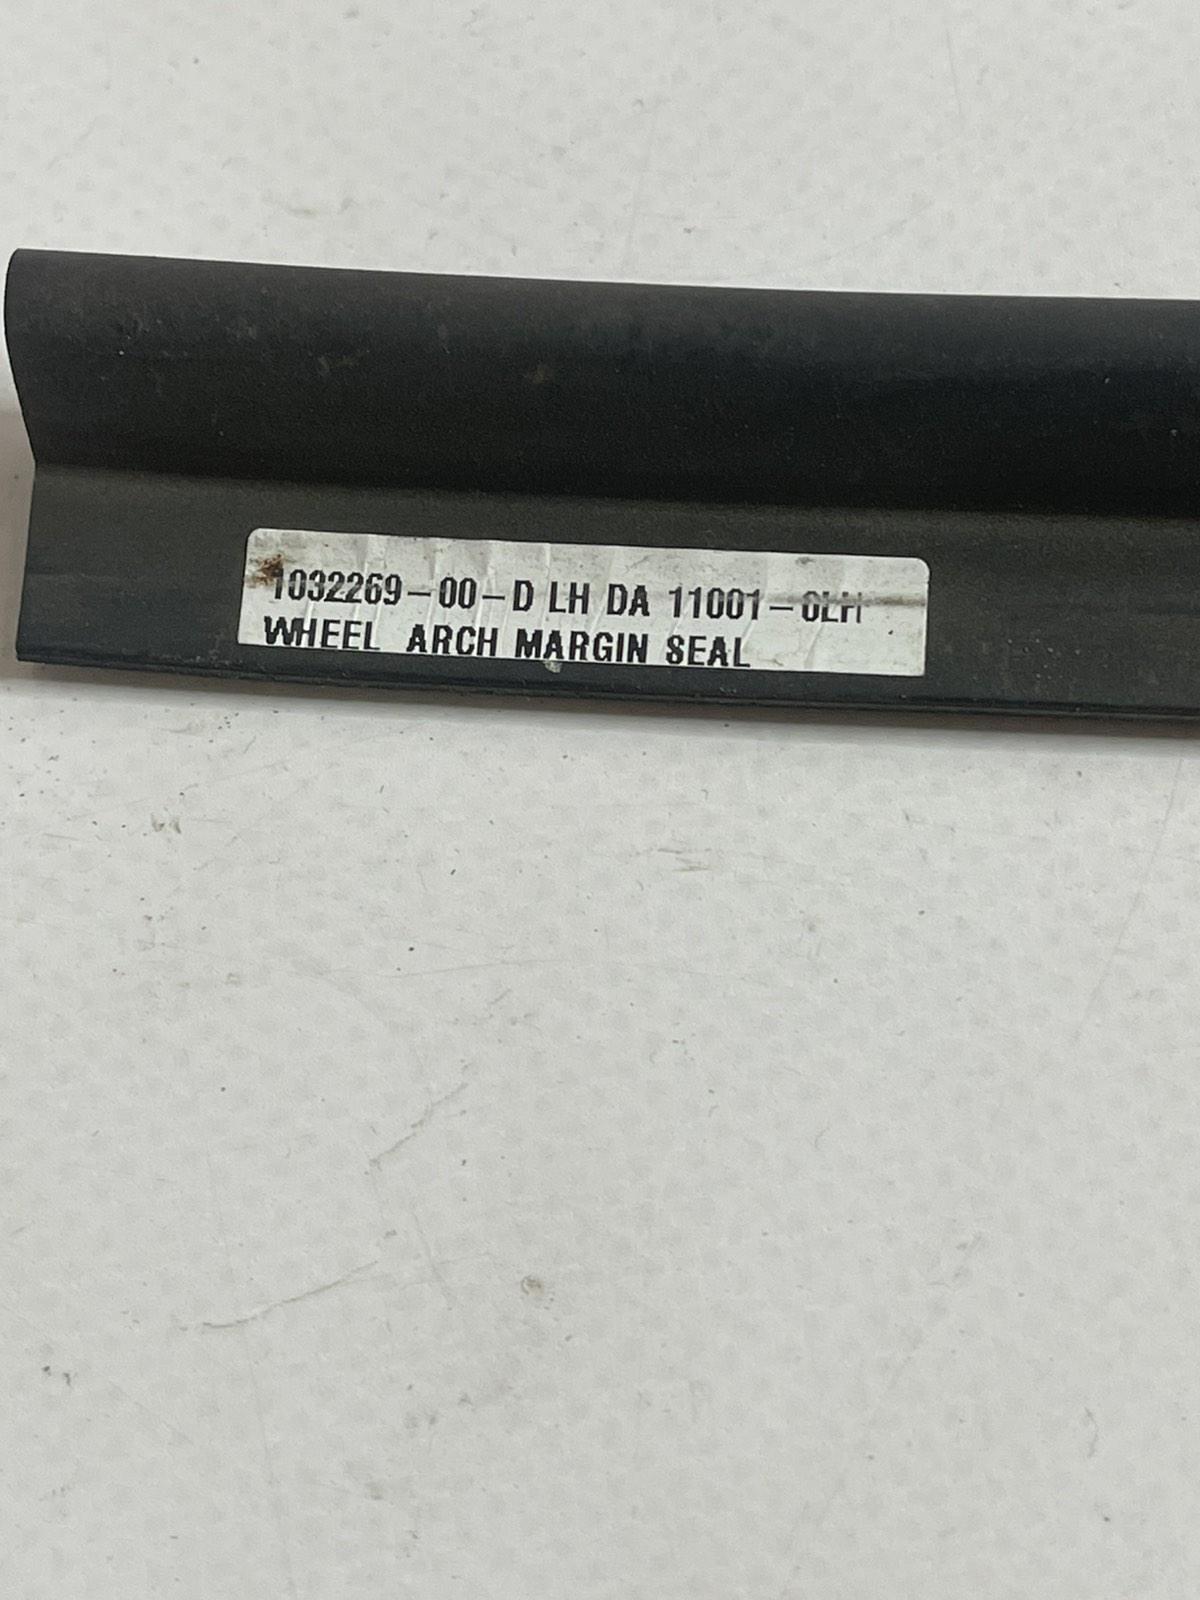 1032269-00-D LH DA 11001-0LH
WHEEL ARCH MARGIN SEAL